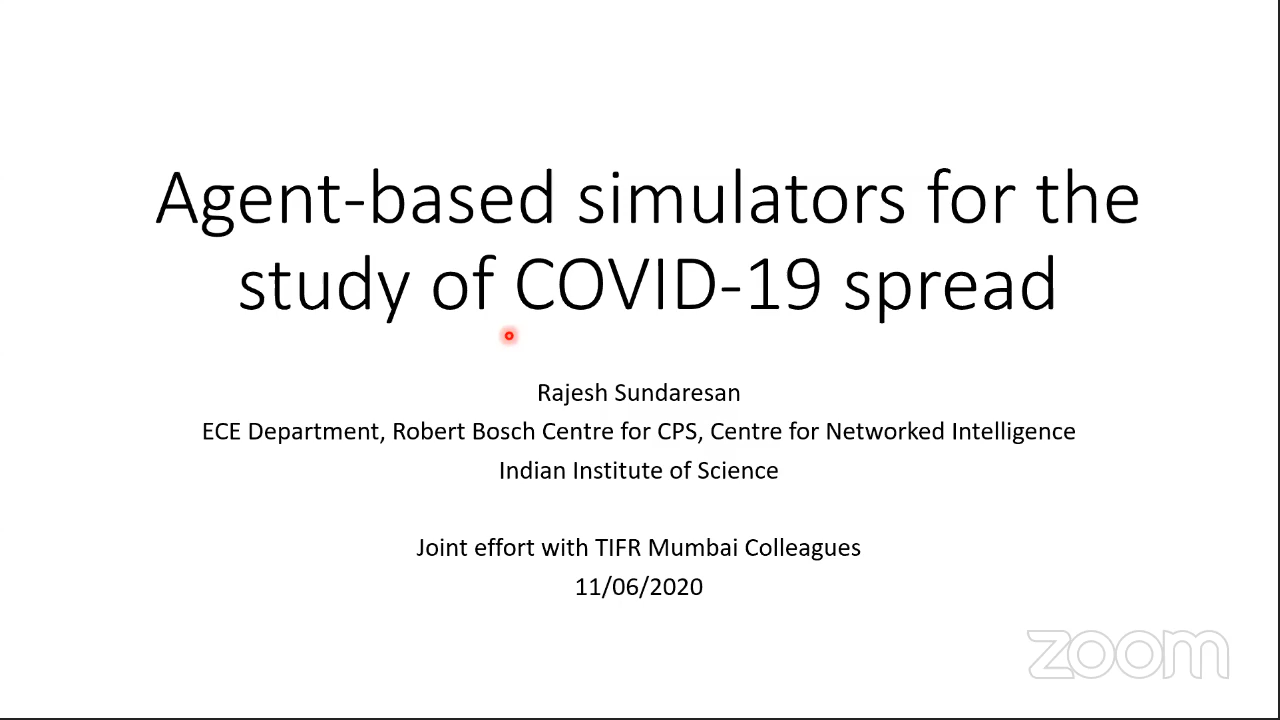 Agent-based simulators for the
study of COVID-19 spread
Rajesh Sundaresan
ECE Department, Robert Bosch Centre for CPS, Centre for Networked Intelligence
Indian Institute of Science
Joint effort with TIFR Mumbai Colleagues
11/06/2020
zoom